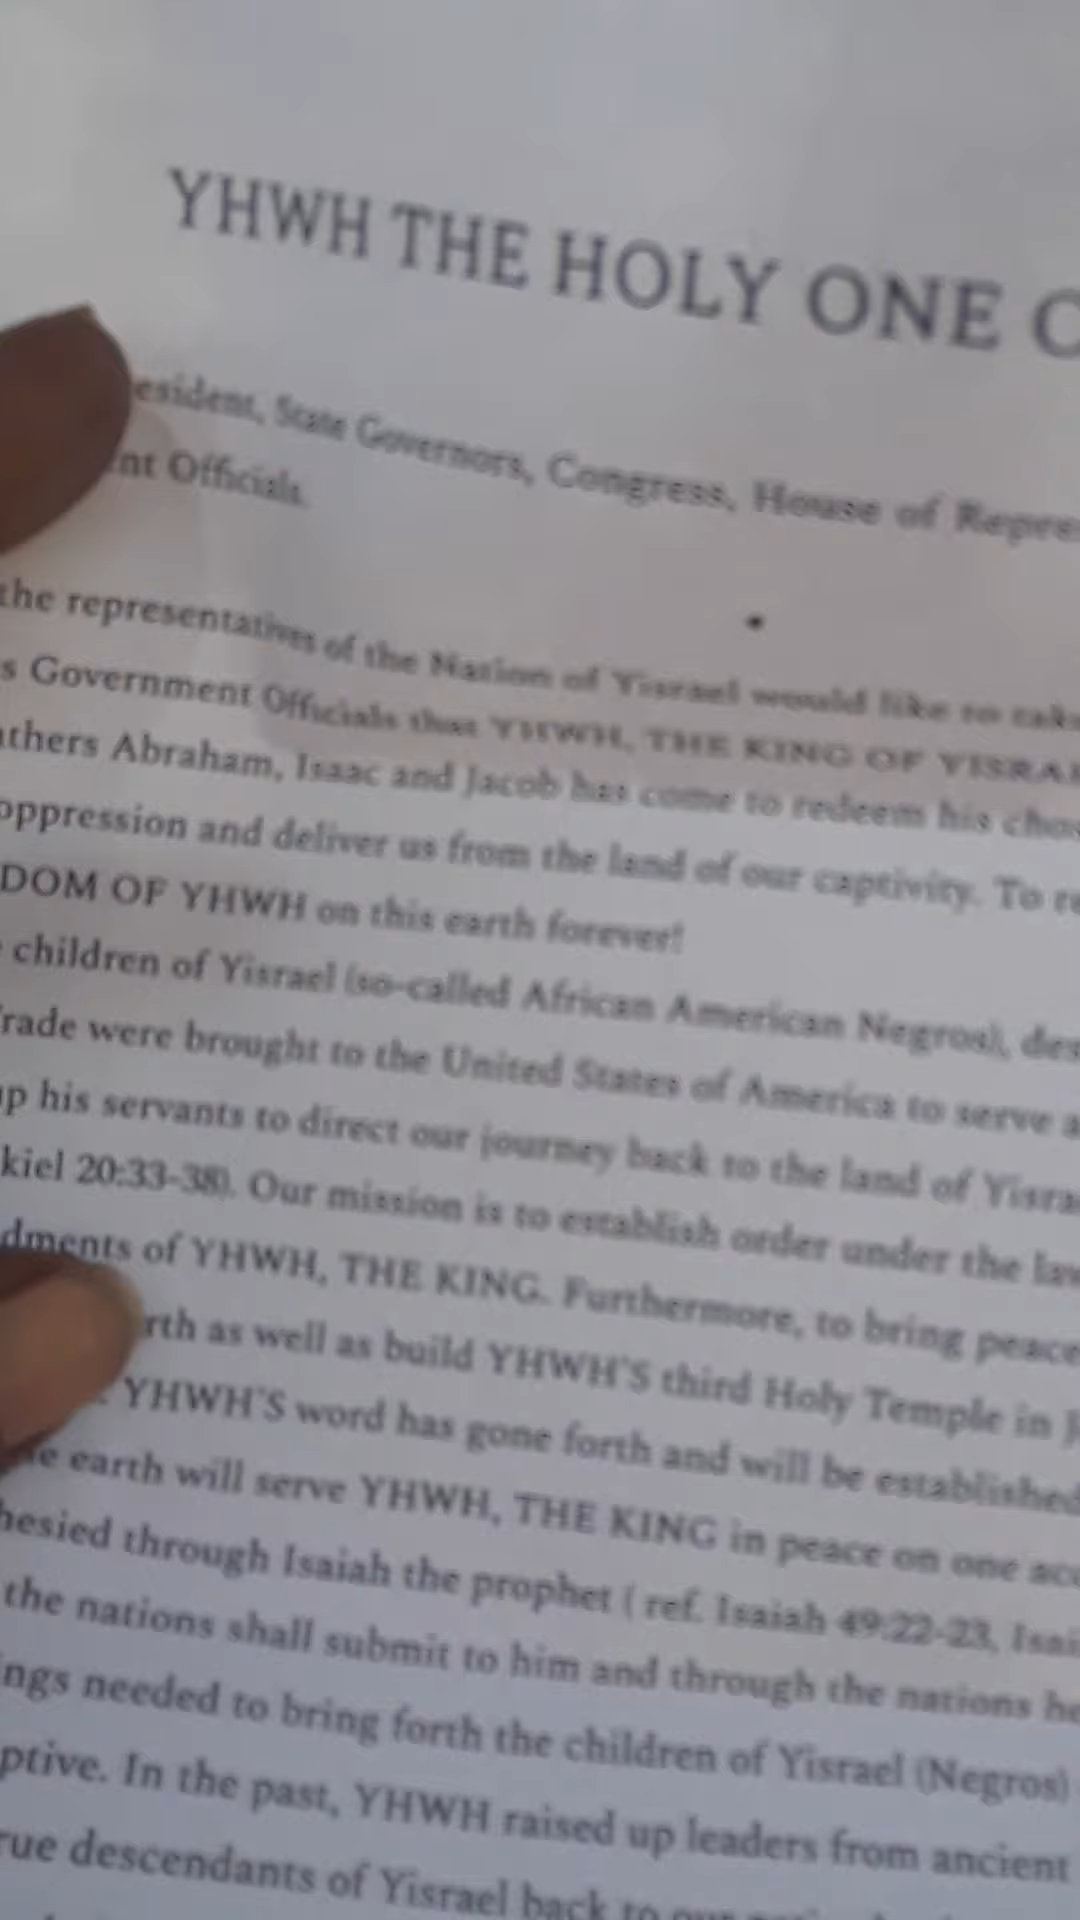 YHWH THE HOLY ONE
esident, State Governors, Congress, House of Repre
nt Officials.
the representatives of the Nation of Yisrael would like to take
s Government Officials that YHWH, THE KING OF YISRAE
thers Abraham, Isaac and Jacob has come to redeem his chos
oppression and deliver us from the land of our captivity. To re
DOM OF YHWH on this earth forever!
children of Yisrael (so-called African American Negros), des
rade were brought to the United States of America to serve a
up his servants to direct our journey back to the land of Yisra
kiel 20:33-38). Our mission is to establish order under the law
dments of YHWH, THE KING. Furthermore, to bring peace
rth as well as build YHWH'S third Holy Temple in J
YHWH'S word has gone forth and will be established
e earth will serve YHWH, THE KING in peace on one acc
hesied through Isaiah the prophet ( ref. Isaiah 49:22-23, Isai
the nations shall submit to him and through the nations he
ings needed to bring forth the children of Yisrael (Negros)
ptive. In the past, YHWH raised up leaders from ancient
rue descendants of Yisrael back to our